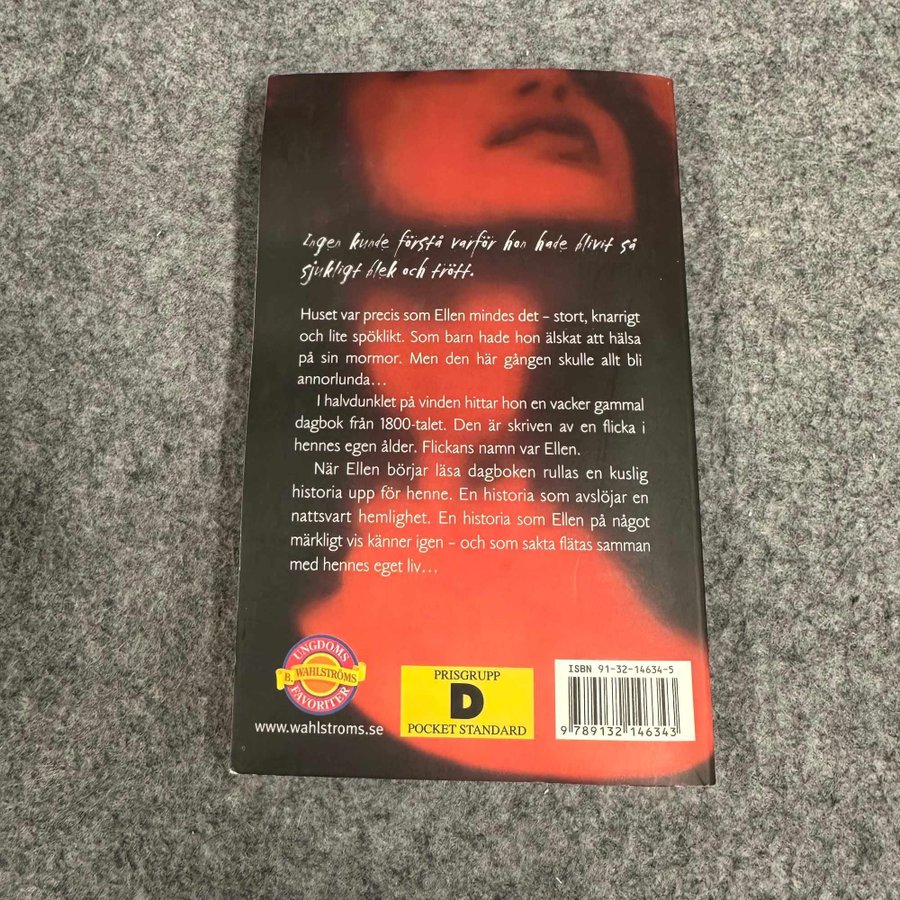 Ingen kunde förstå varför hon hade blivit så
sjukligt blek och trött.
Huset var precis som Ellen mindes det – stort, knarrigt
och lite spöklikt. Som barn hade hon älskat att hälsa
på sin mormor. Men den här gången skulle allt bli
annorlunda…
I halvdunklet på vinden hittar hon en vacker gammal
dagbok från 1800-talet. Den är skriven av en flicka i
hennes egen ålder. Flickans namn var Ellen.
När Ellen börjar läsa dagboken rullas en kuslig
historia upp för henne. En historia som avslöjar en
nattsvart hemlighet. En historia som Ellen på något
märkligt vis känner igen – och som sakta flätas samman
med hennes eget liv…
UNGDOMS
B. WAHLSTRÖMS
FAVORITER
www.wahlstroms.se
PRISGRUPP
D
POCKET STANDARD
ISBN 91-32-14634-5
9 789132 146343